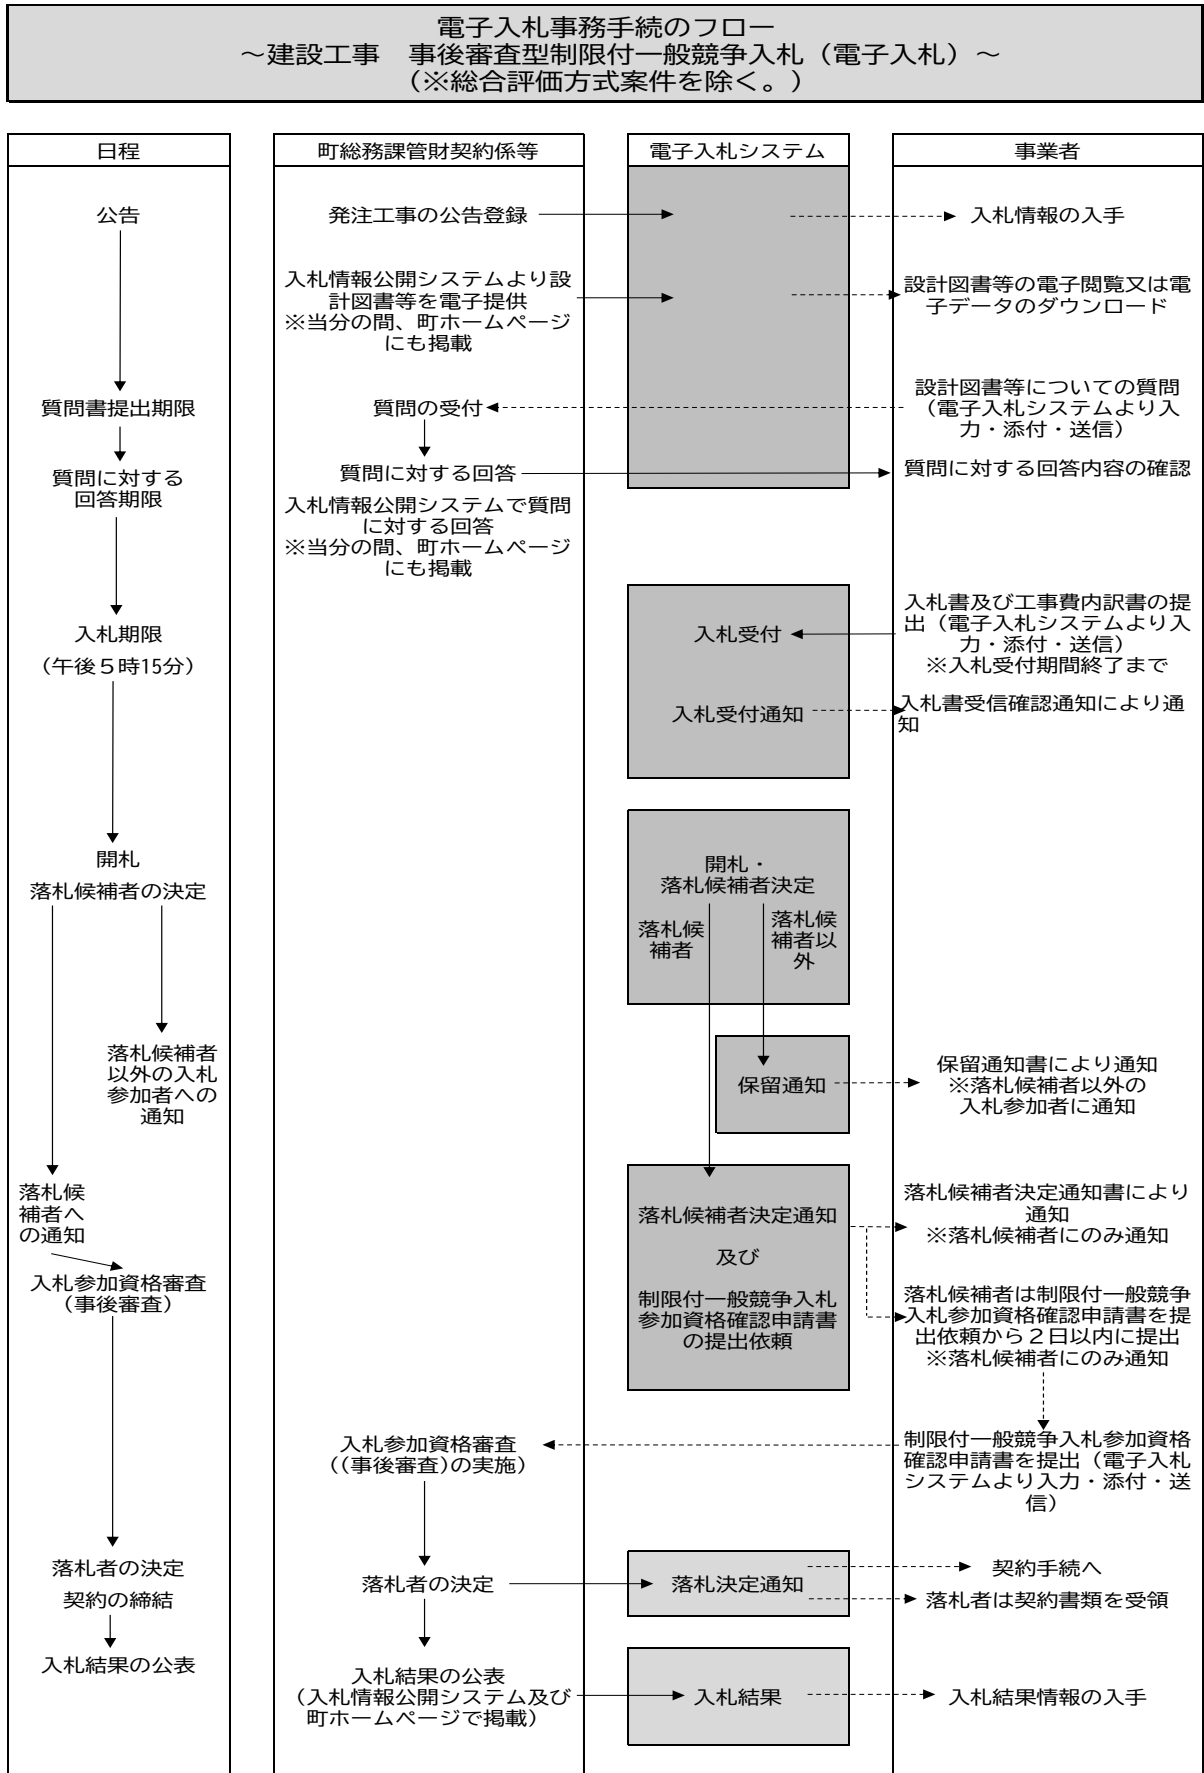 電子入札事務手続のフロー
～建設工事　事後審査型制限付一般競争入札（電子入札）～
（※総合評価方式案件を除く。）
日程
町総務課管財契約係等
電子入札システム
事業者
公告
発注工事の公告登録
入札情報の入手
入札情報公開システムより設
計図書等を電子提供
※当分の間、町ホームページ
にも掲載
設計図書等の電子閲覧又は電
子データのダウンロード
質問書提出期限
質問の受付
設計図書等についての質問
（電子入札システムより入
力・添付・送信）
質問に対する
回答期限
質問に対する回答
質問に対する回答内容の確認
入札情報公開システムで質問
に対する回答
※当分の間、町ホームページ
にも掲載
入札期限
（午後５時15分）
入札受付
入札書及び工事費内訳書の提
出（電子入札システムより入
力・添付・送信）
※入札受付期間終了まで
入札受付通知
入札書受信確認通知により通
知
開札
落札候補者の決定
開札・
落札候補者決定
落札候
補者
落札候
補者以
外
落札候補者
以外の入札
参加者への
通知
保留通知
保留通知書により通知
※落札候補者以外の
入札参加者に通知
落札候
補者へ
の通知
落札候補者決定通知
及び
制限付一般競争入札
参加資格確認申請書
の提出依頼
落札候補者決定通知書により
通知
※落札候補者にのみ通知
入札参加資格審査
（事後審査）
落札候補者は制限付一般競争
入札参加資格確認申請書を提
出依頼から２日以内に提出
※落札候補者にのみ通知
入札参加資格審査
（(事後審査)の実施）
制限付一般競争入札参加資格
確認申請書を提出（電子入札
システムより入力・添付・送
信）
落札者の決定
契約の締結
落札者の決定
落札決定通知
契約手続へ
落札者は契約書類を受領
入札結果の公表
入札結果の公表
（入札情報公開システム及び
町ホームページで掲載）
入札結果
入札結果情報の入手